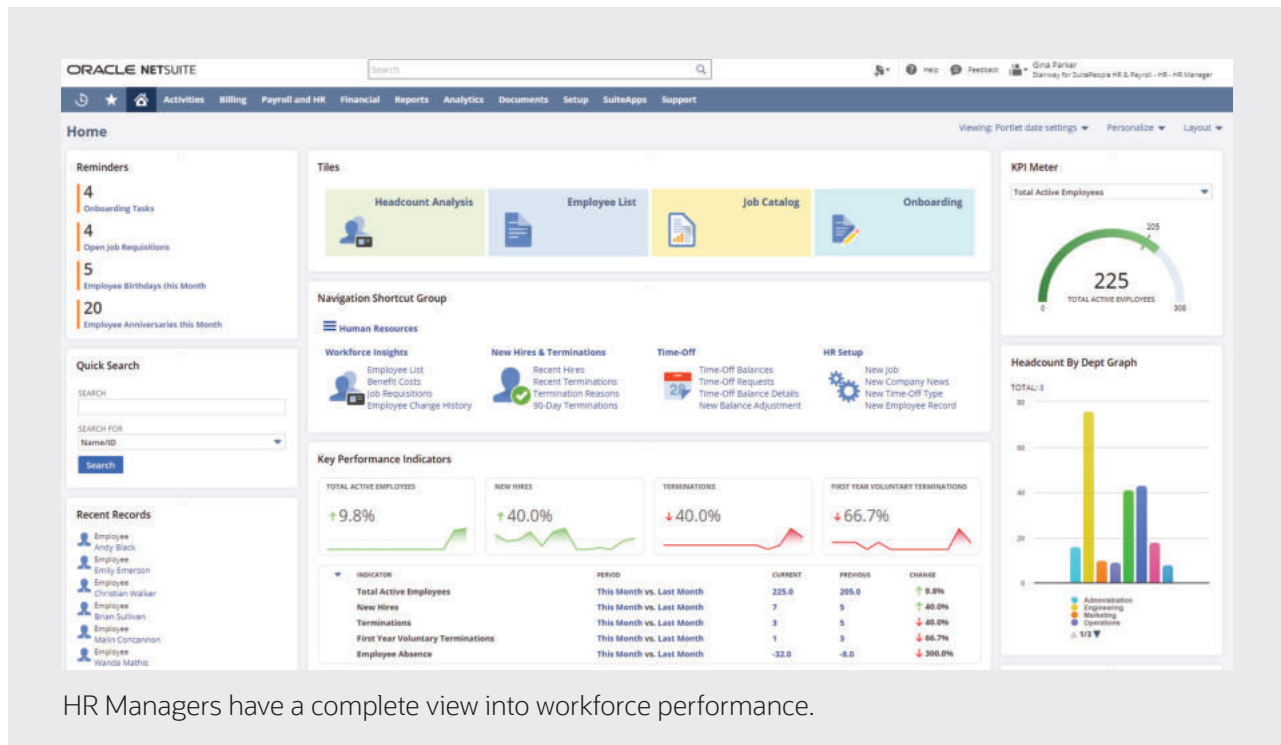 ORACLE NETSUITE
Search
Help
Feedback
Gina Parker
Stairway for SuitePeople HR & Payroll - HR - HR Manager
Activities Billing Payroll and HR Financial Reports Analytics Documents Setup SuiteApps Support
Home
Viewing: Portlet date settings Personalize Layout
Reminders
4
Onboarding Tasks
4
Open Job Requisitions
5
Employee Birthdays this Month
20
Employee Anniversaries this Month
Quick Search
SEARCH
SEARCH FOR
Name/ID
Search
Recent Records
Employee
Andy Black
Employee
Emily Emerson
Employee
Christian Walker
Employee
Brian Sullivan
Employee
Malin Concannon
Employee
Wanda Mathis
Tiles
Headcount Analysis
Employee List
Job Catalog
Onboarding
Navigation Shortcut Group
Human Resources
Workforce Insights
Employee List
Benefit Costs
Job Requisitions
Employee Change History
New Hires & Terminations
Recent Hires
Recent Terminations
Termination Reasons
90-Day Terminations
Time-Off
28
Time-Off Balances
Time-Off Requests
Time-Off Balance Details
New Balance Adjustment
HR Setup
New Job
New Company News
New Time-Off Type
New Employee Record
Key Performance Indicators
TOTAL ACTIVE EMPLOYEES
↑9.8%
NEW HIRES
↑40.0%
TERMINATIONS
↓40.0%
FIRST YEAR VOLUNTARY TERMINATIONS
↓66.7%
INDICATOR PERIOD CURRENT PREVIOUS CHANGE
Total Active Employees This Month vs. Last Month 225.0 205.0 ↑ 9.8%
New Hires This Month vs. Last Month 7 5 ↑ 40.0%
Terminations This Month vs. Last Month 3 5 ↓ 40.0%
First Year Voluntary Terminations This Month vs. Last Month 1 3 ↓ 66.7%
Employee Absence This Month vs. Last Month -32.0 -8.0 ↓ 300.0%
KPI Meter
Total Active Employees
205
225
TOTAL ACTIVE EMPLOYEES
0
308
Headcount By Dept Graph
TOTAL: 8
80
60
40
20
0
Administration
Engineering
Marketing
Operations
1/3
HR Managers have a complete view into workforce performance.